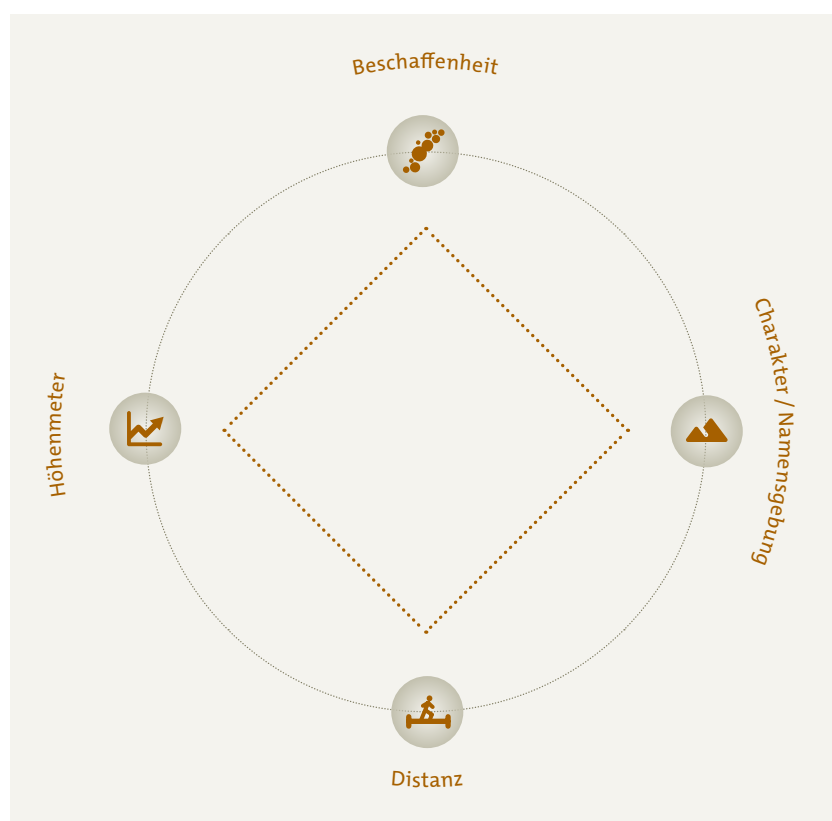 Beschaffenheit
Charakter / Namensgebung
Höhenmeter
Distanz